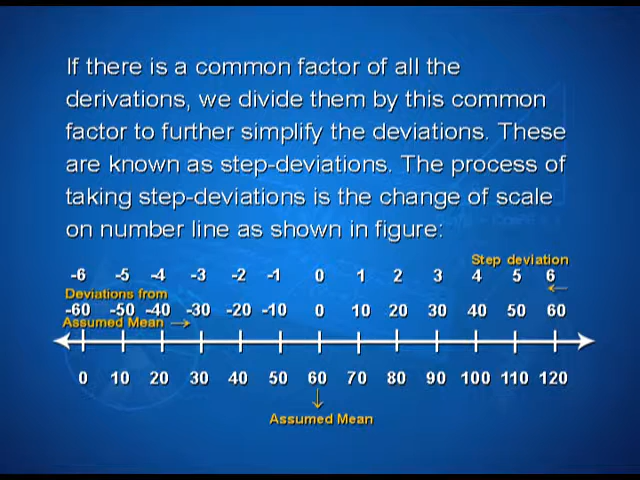 If there is a common factor of all the
derivations, we divide them by this common
factor to further simplify the deviations. These
are known as step-deviations. The process of
taking step-deviations is the change of scale
on number line as shown in figure:
Step deviation
-6 -5 -4 -3 -2 -1 0 1 2 3 4 5 6
Deviations from
-60 -50 -40 -30 -20 -10 0 10 20 30 40 50 60
Assumed Mean
0 10 20 30 40 50 60 70 80 90 100 110 120
Assumed Mean